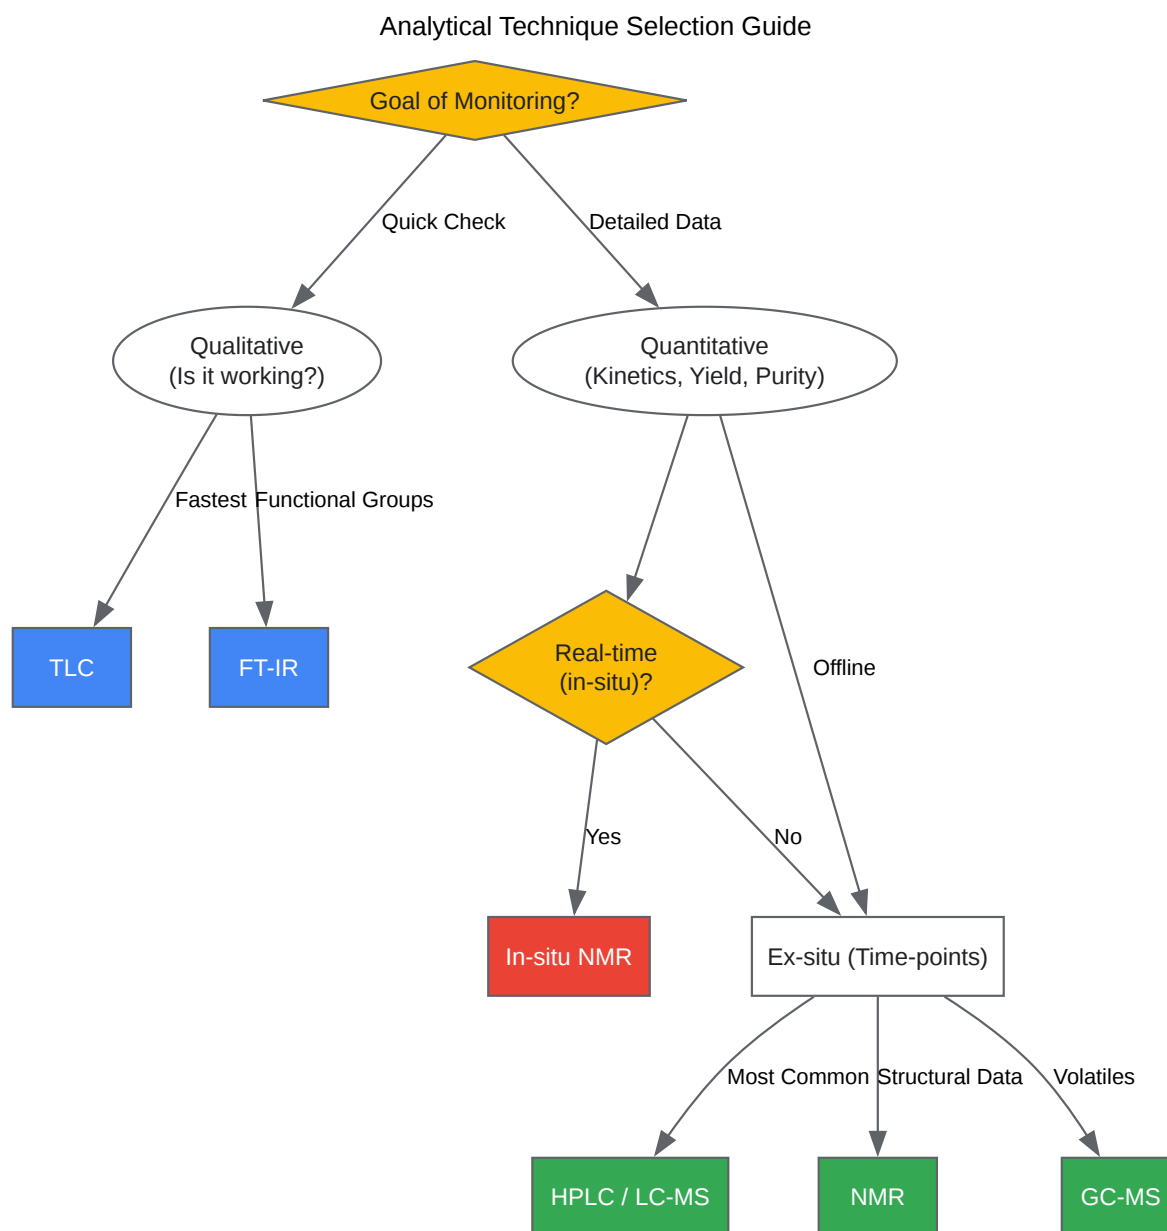 Analytical Technique Selection Guide
Goal of Monitoring?
Quick Check
Detailed Data
Qualitative
(Is it working?)
Quantitative
(Kinetics, Yield, Purity)
Fastest
Functional Groups
TLC
FT-IR
Real-time
(in-situ)?
Offline
Yes
No
In-situ NMR
Ex-situ (Time-points)
Most Common
Structural Data
Volatiles
HPLC / LC-MS
NMR
GC-MS